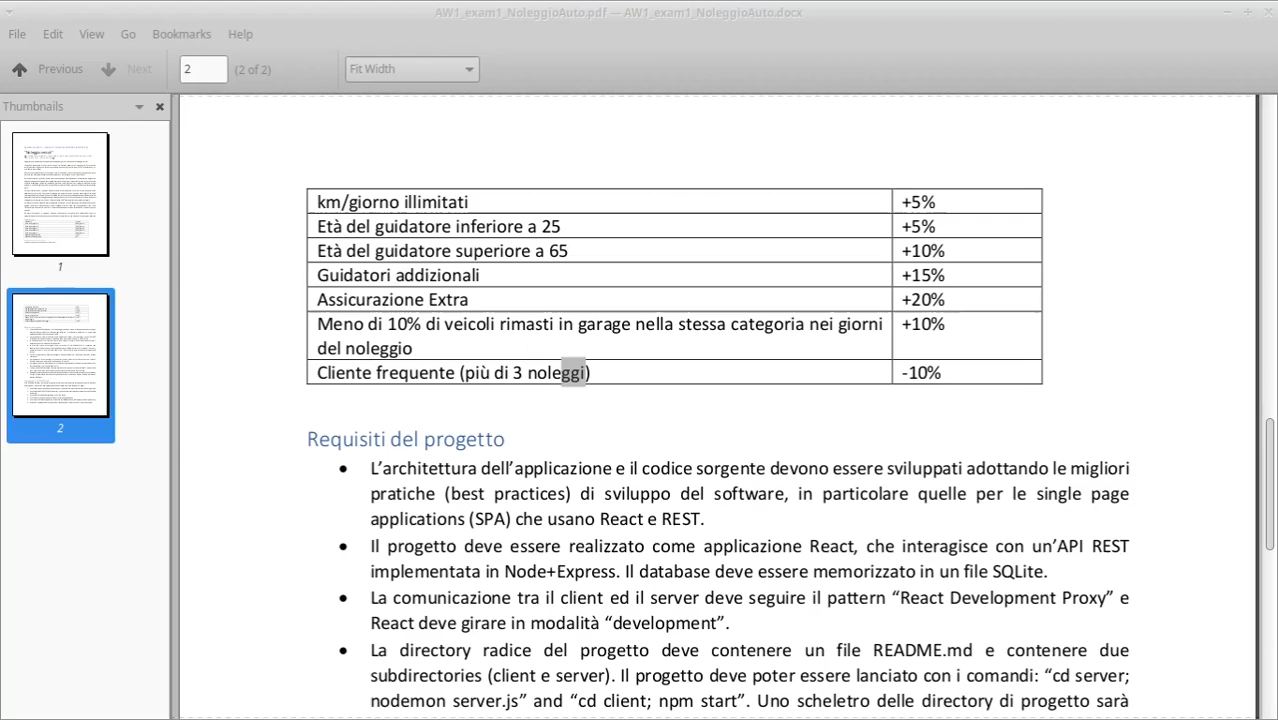 AW1_exam1_NoleggioAuto.pdf — AW1_exam1_NoleggioAuto.docx
File Edit View Go Bookmarks Help
Previous Next 2 (2 of 2) Fit Width
Thumbnails
1
2
km/giorno illimitati +5%
Età del guidatore inferiore a 25 +5%
Età del guidatore superiore a 65 +10%
Guidatori addizionali +15%
Assicurazione Extra +20%
Meno di 10% di veicoli rimasti in garage nella stessa categoria nei giorni +10%
del noleggio
Cliente frequente (più di 3 noleggi) -10%
Requisiti del progetto
• L’architettura dell’applicazione e il codice sorgente devono essere sviluppati adottando le migliori
pratiche (best practices) di sviluppo del software, in particolare quelle per le single page
applications (SPA) che usano React e REST.
• Il progetto deve essere realizzato come applicazione React, che interagisce con un’API REST
implementata in Node+Express. Il database deve essere memorizzato in un file SQLite.
• La comunicazione tra il client ed il server deve seguire il pattern “React Development Proxy” e
React deve girare in modalità “development”.
• La directory radice del progetto deve contenere un file README.md e contenere due
subdirectories (client e server). Il progetto deve poter essere lanciato con i comandi: “cd server;
nodemon server.js” and “cd client; npm start”. Uno scheletro delle directory di progetto sarà